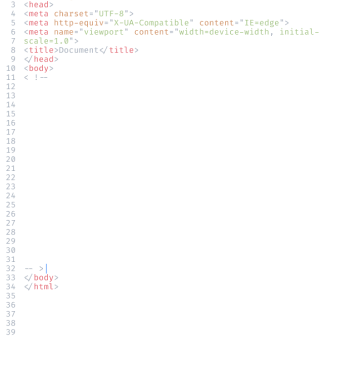 3 <head>
4 <meta charset="UTF-8">
5 <meta http-equiv="X-UA-Compatible" content="IE=edge">
6 <meta name="viewport" content="width=device-width, initial-
7 scale=1.0">
8 <title>Document</title>
9 </head>
10 <body>
11 < !--
12
13
14
15
16
17
18
19
20
21
22
23
24
25
26
27
28
29
30
31
32 -- >
33 </body>
34 </html>
35
36
37
38
39